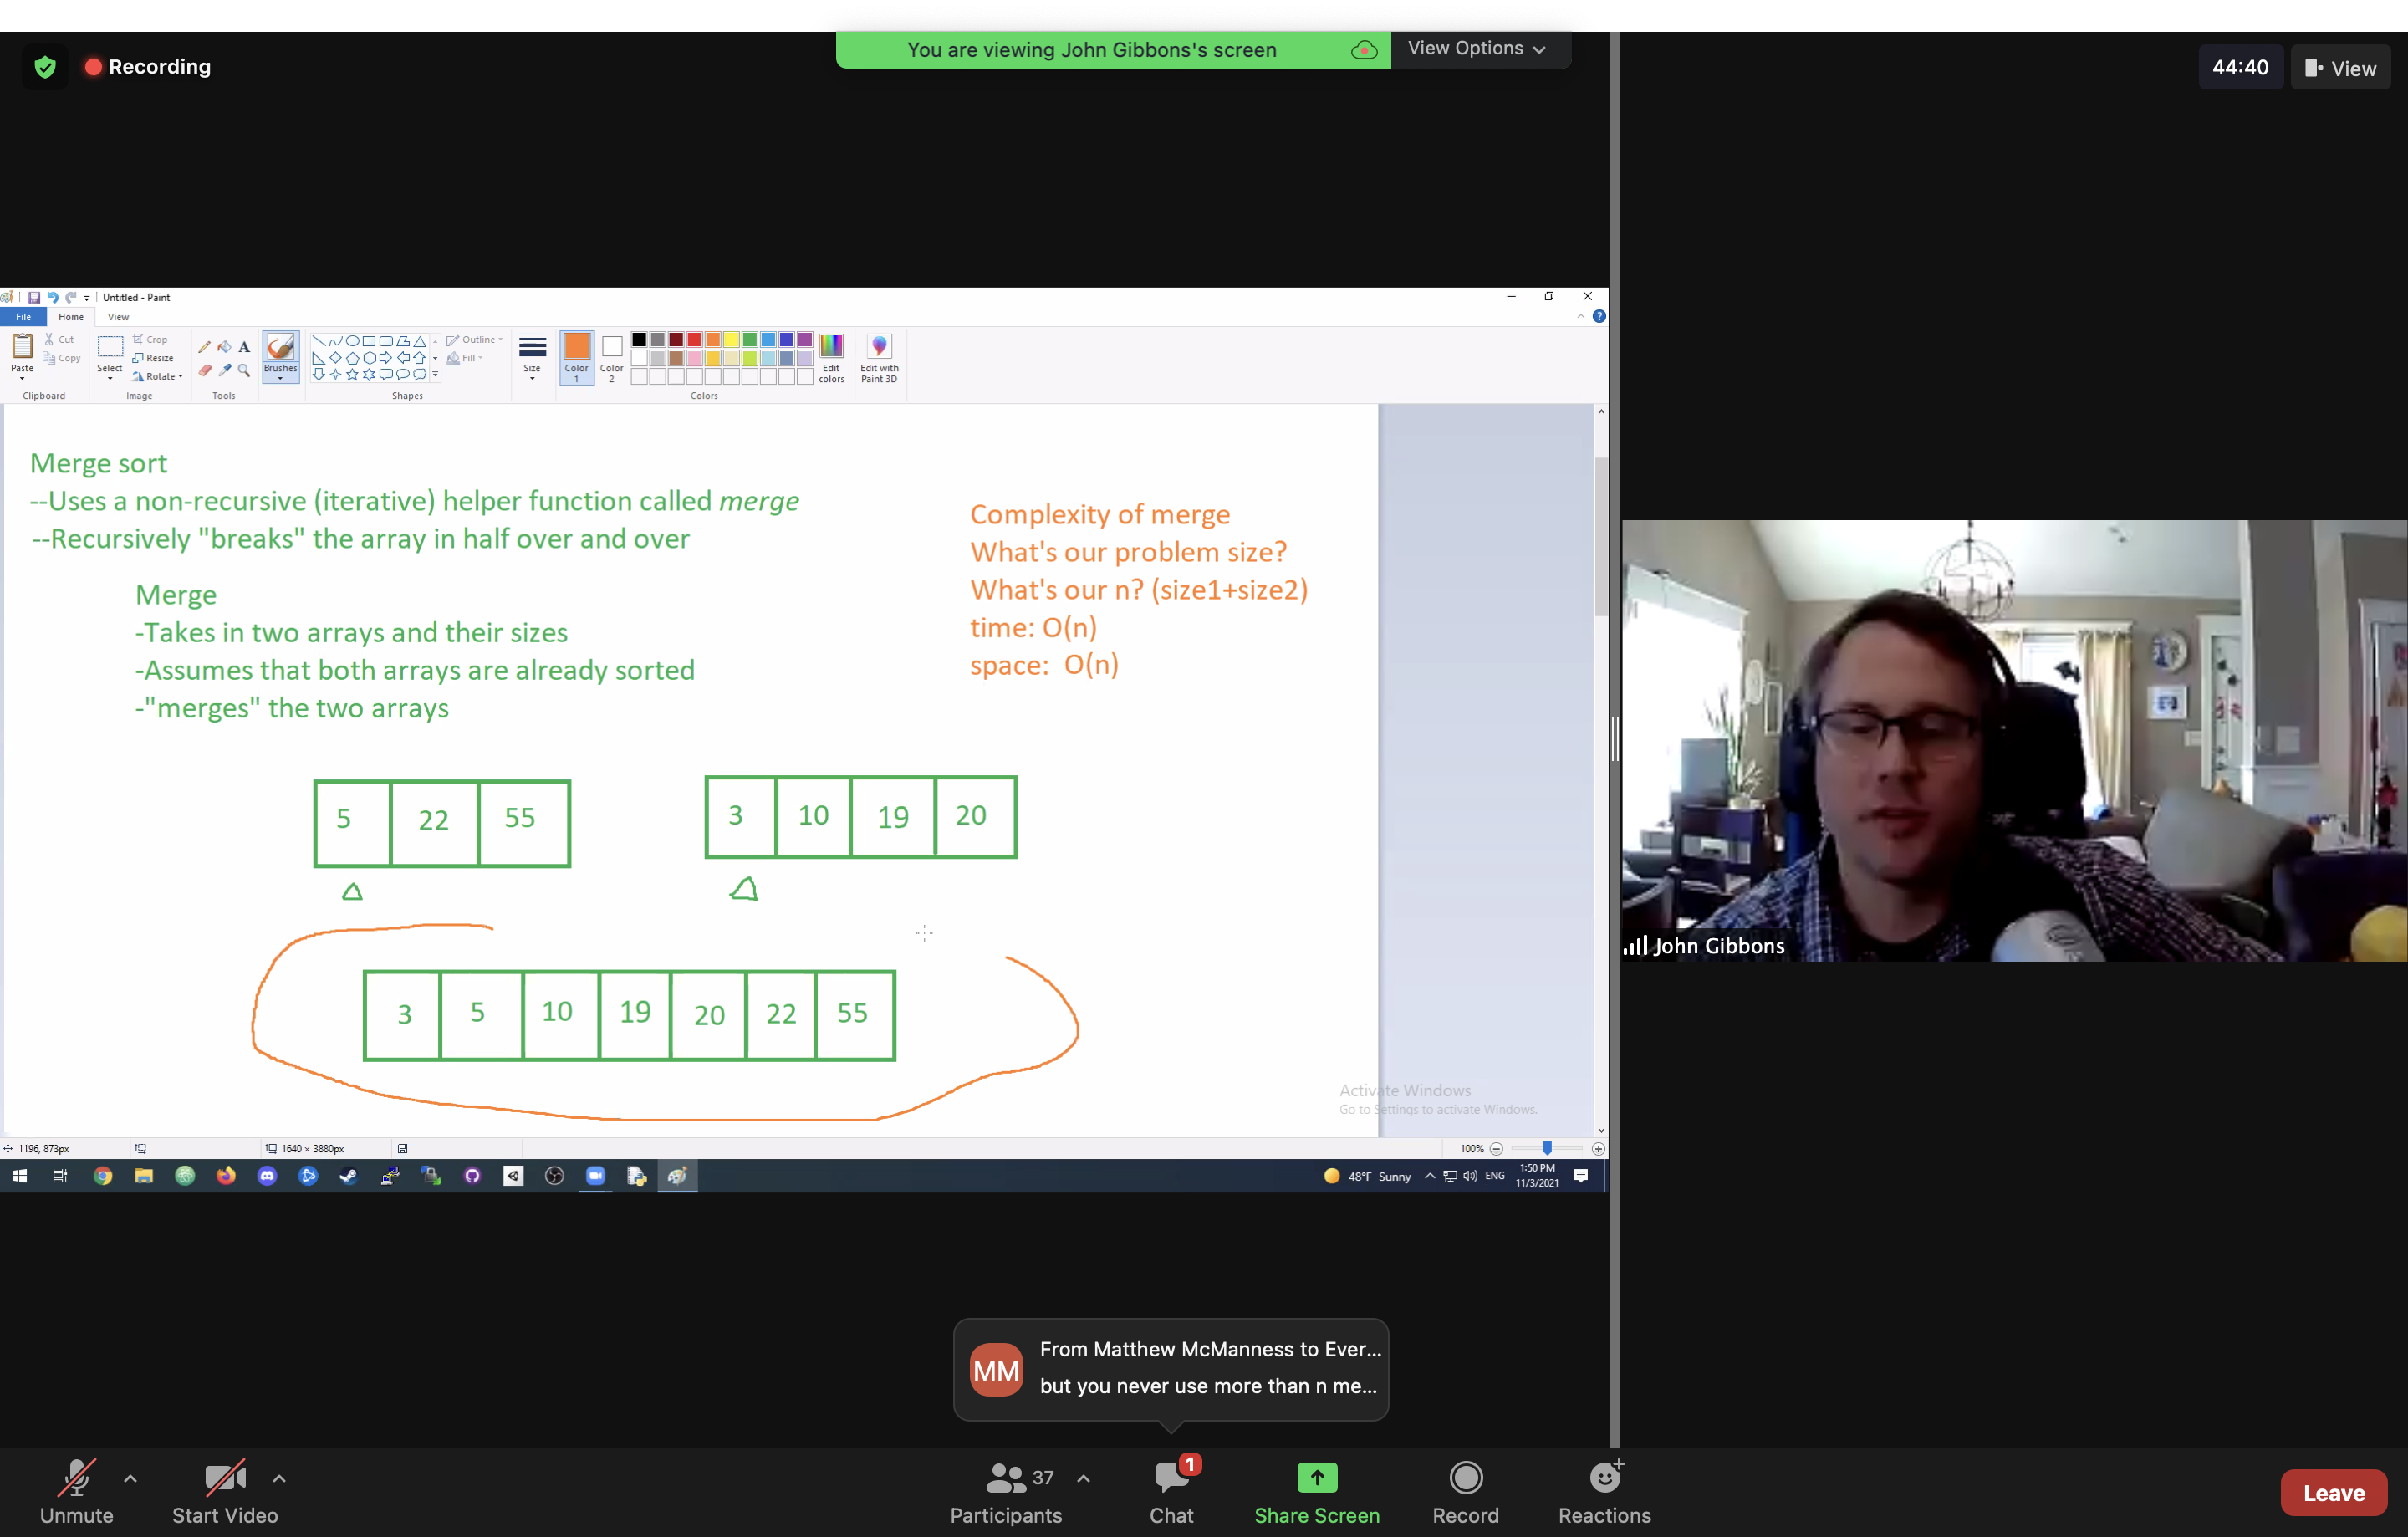 You are viewing John Gibbons's screen
View Options
Recording
44:40
View
Untitled - Paint
File
Home
View
Paste
Cut
Copy
Clipboard
Select
Crop
Resize
Rotate
Image
Tools
Brushes
Shapes
Outline
Fill
Size
Color
1
Color
2
Colors
Edit
colors
Edit with
Paint 3D
Merge sort
--Uses a non-recursive (iterative) helper function called merge
--Recursively "breaks" the array in half over and over
Merge
-Takes in two arrays and their sizes
-Assumes that both arrays are already sorted
-"merges" the two arrays
Complexity of merge
What's our problem size?
What's our n? (size1+size2)
time: O(n)
space: O(n)
5 22 55
3 10 19 20
3 5 10 19 20 22 55
Activate Windows
Go to Settings to activate Windows.
1196, 873px
1640 × 3880px
100%
48°F Sunny
ENG
1:50 PM
11/3/2021
John Gibbons
MM
From Matthew McManness to Ever...
but you never use more than n me...
Unmute
Start Video
37
Participants
1
Chat
Share Screen
Record
Reactions
Leave